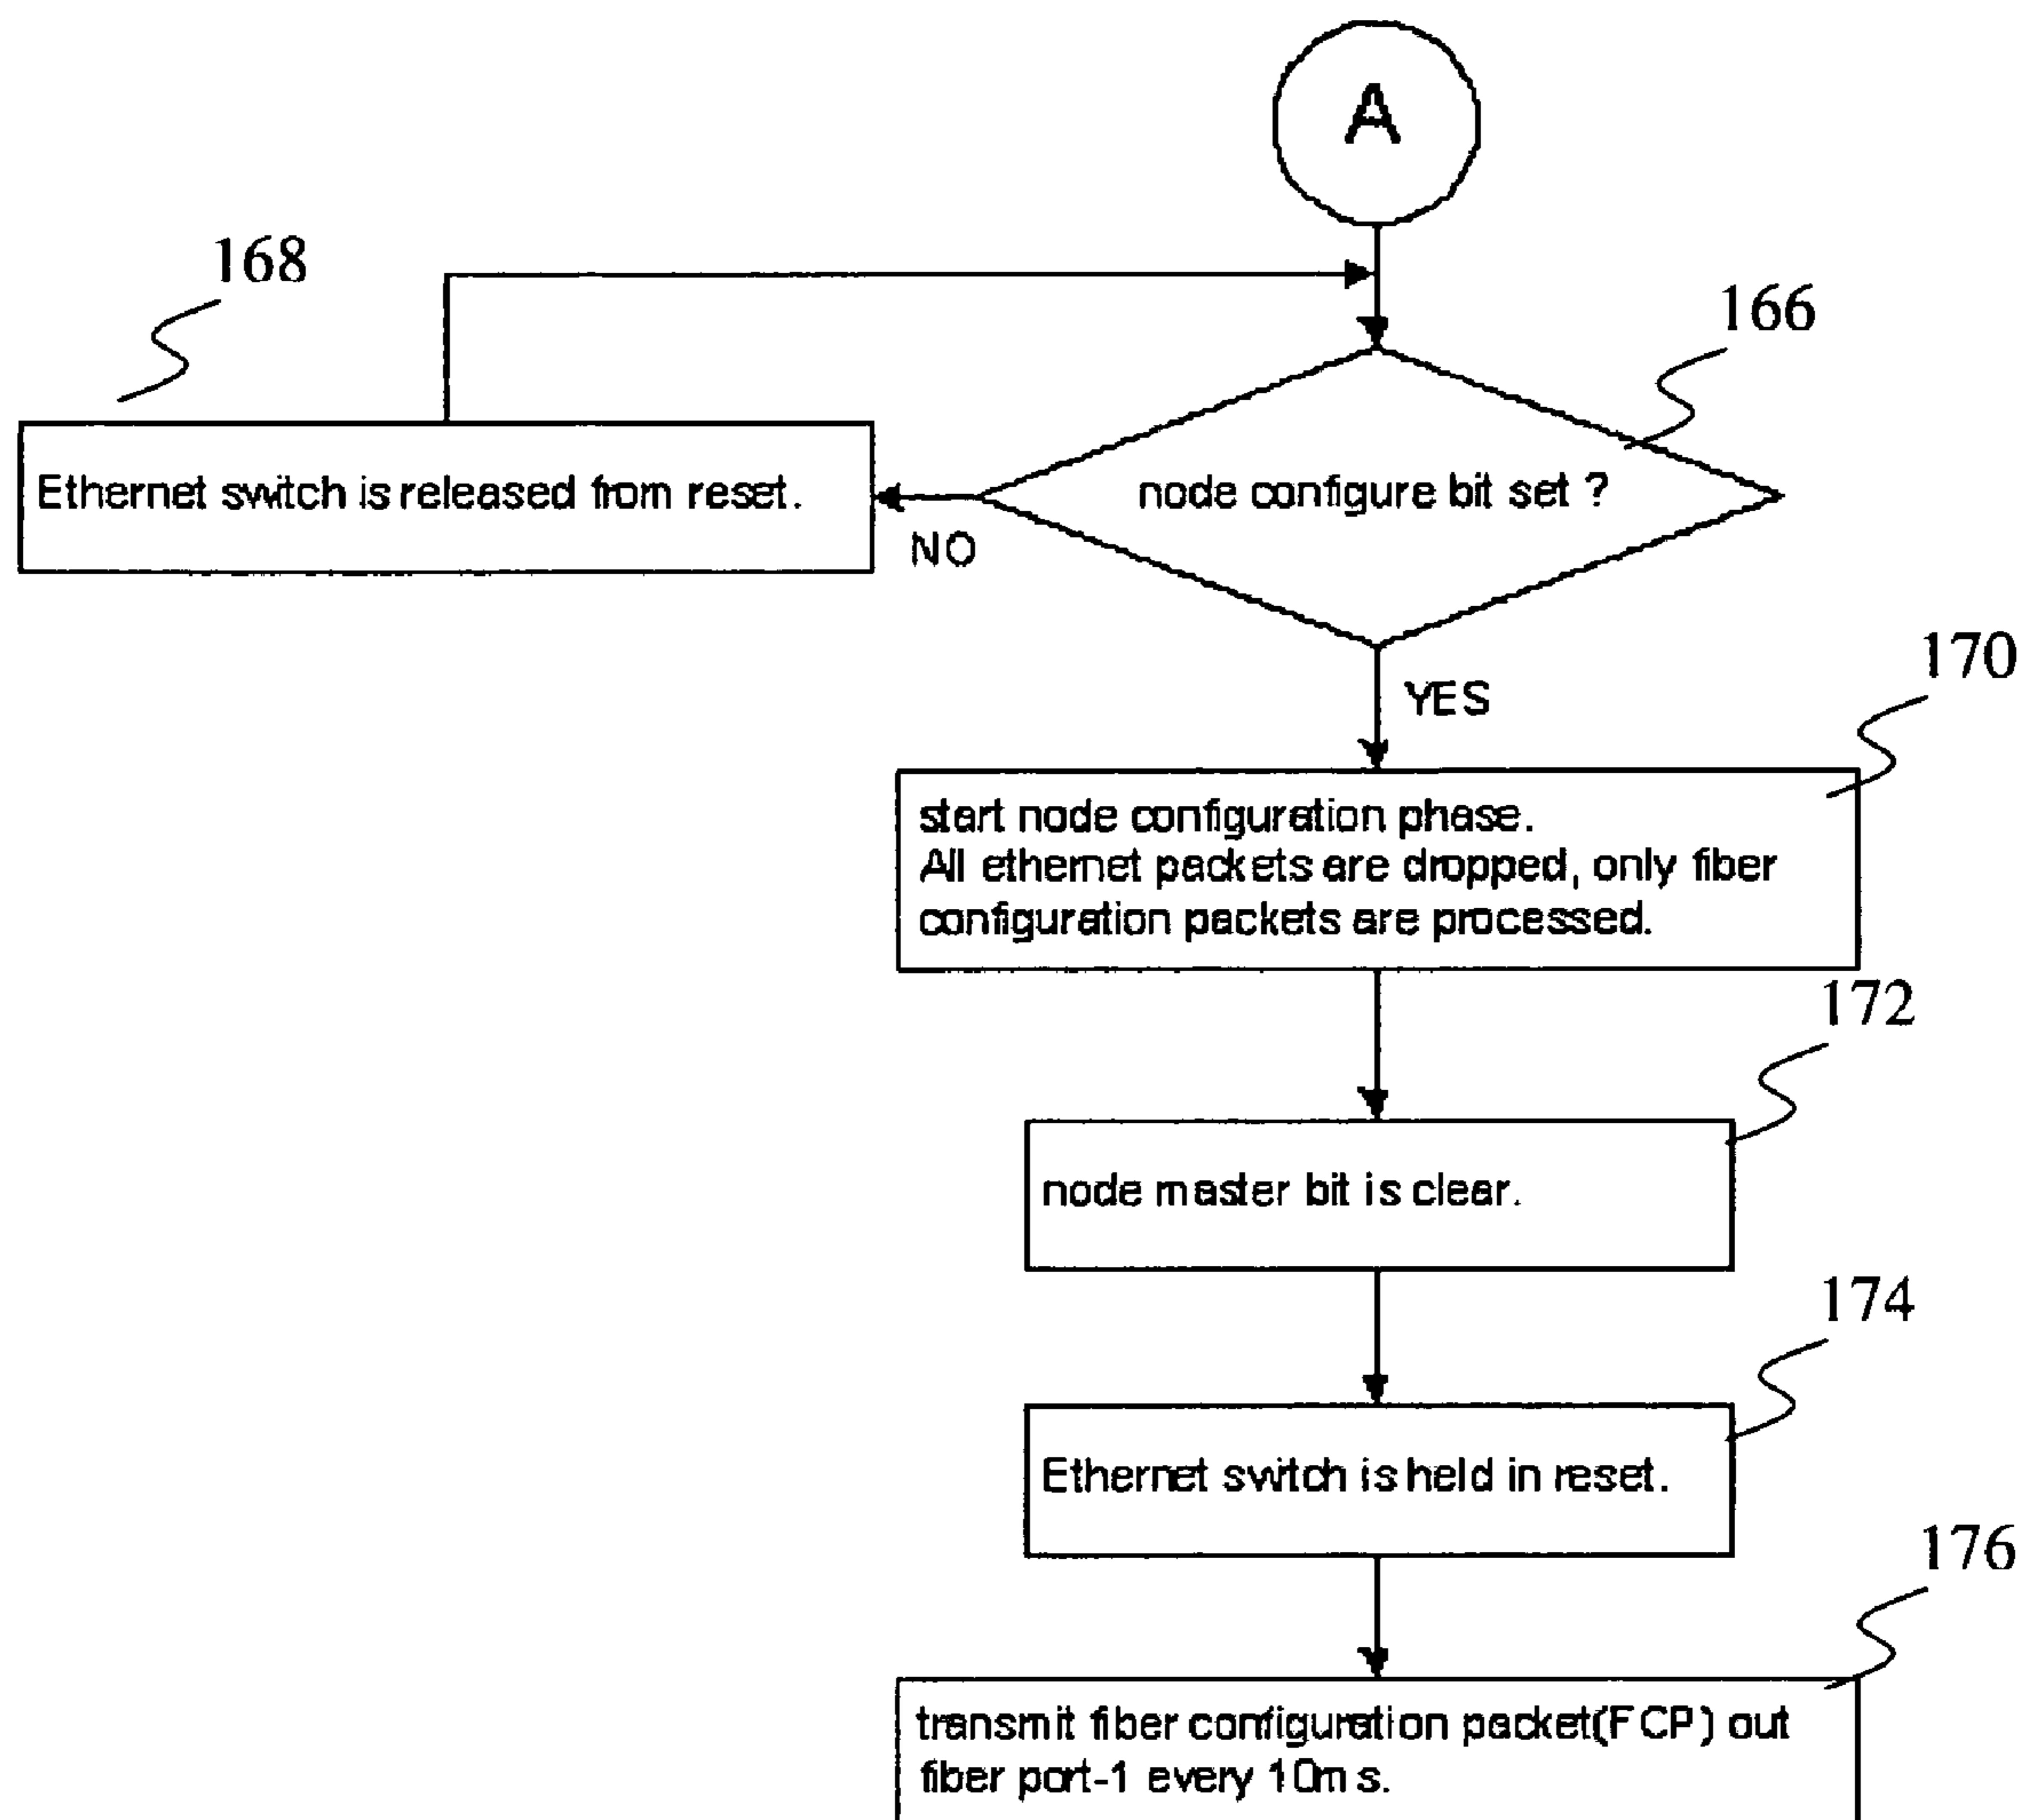 A
168
166
Ethernet switch is released from reset.
node configure bit set ?
NO
YES
170
start node configuration phase.
All ethernet packets are dropped, only fiber
configuration packets are processed.
172
node master bit is clear.
174
Ethernet switch is held in reset.
176
transmit fiber configuration packet(FCP) out
fiber port-1 every 10ms.